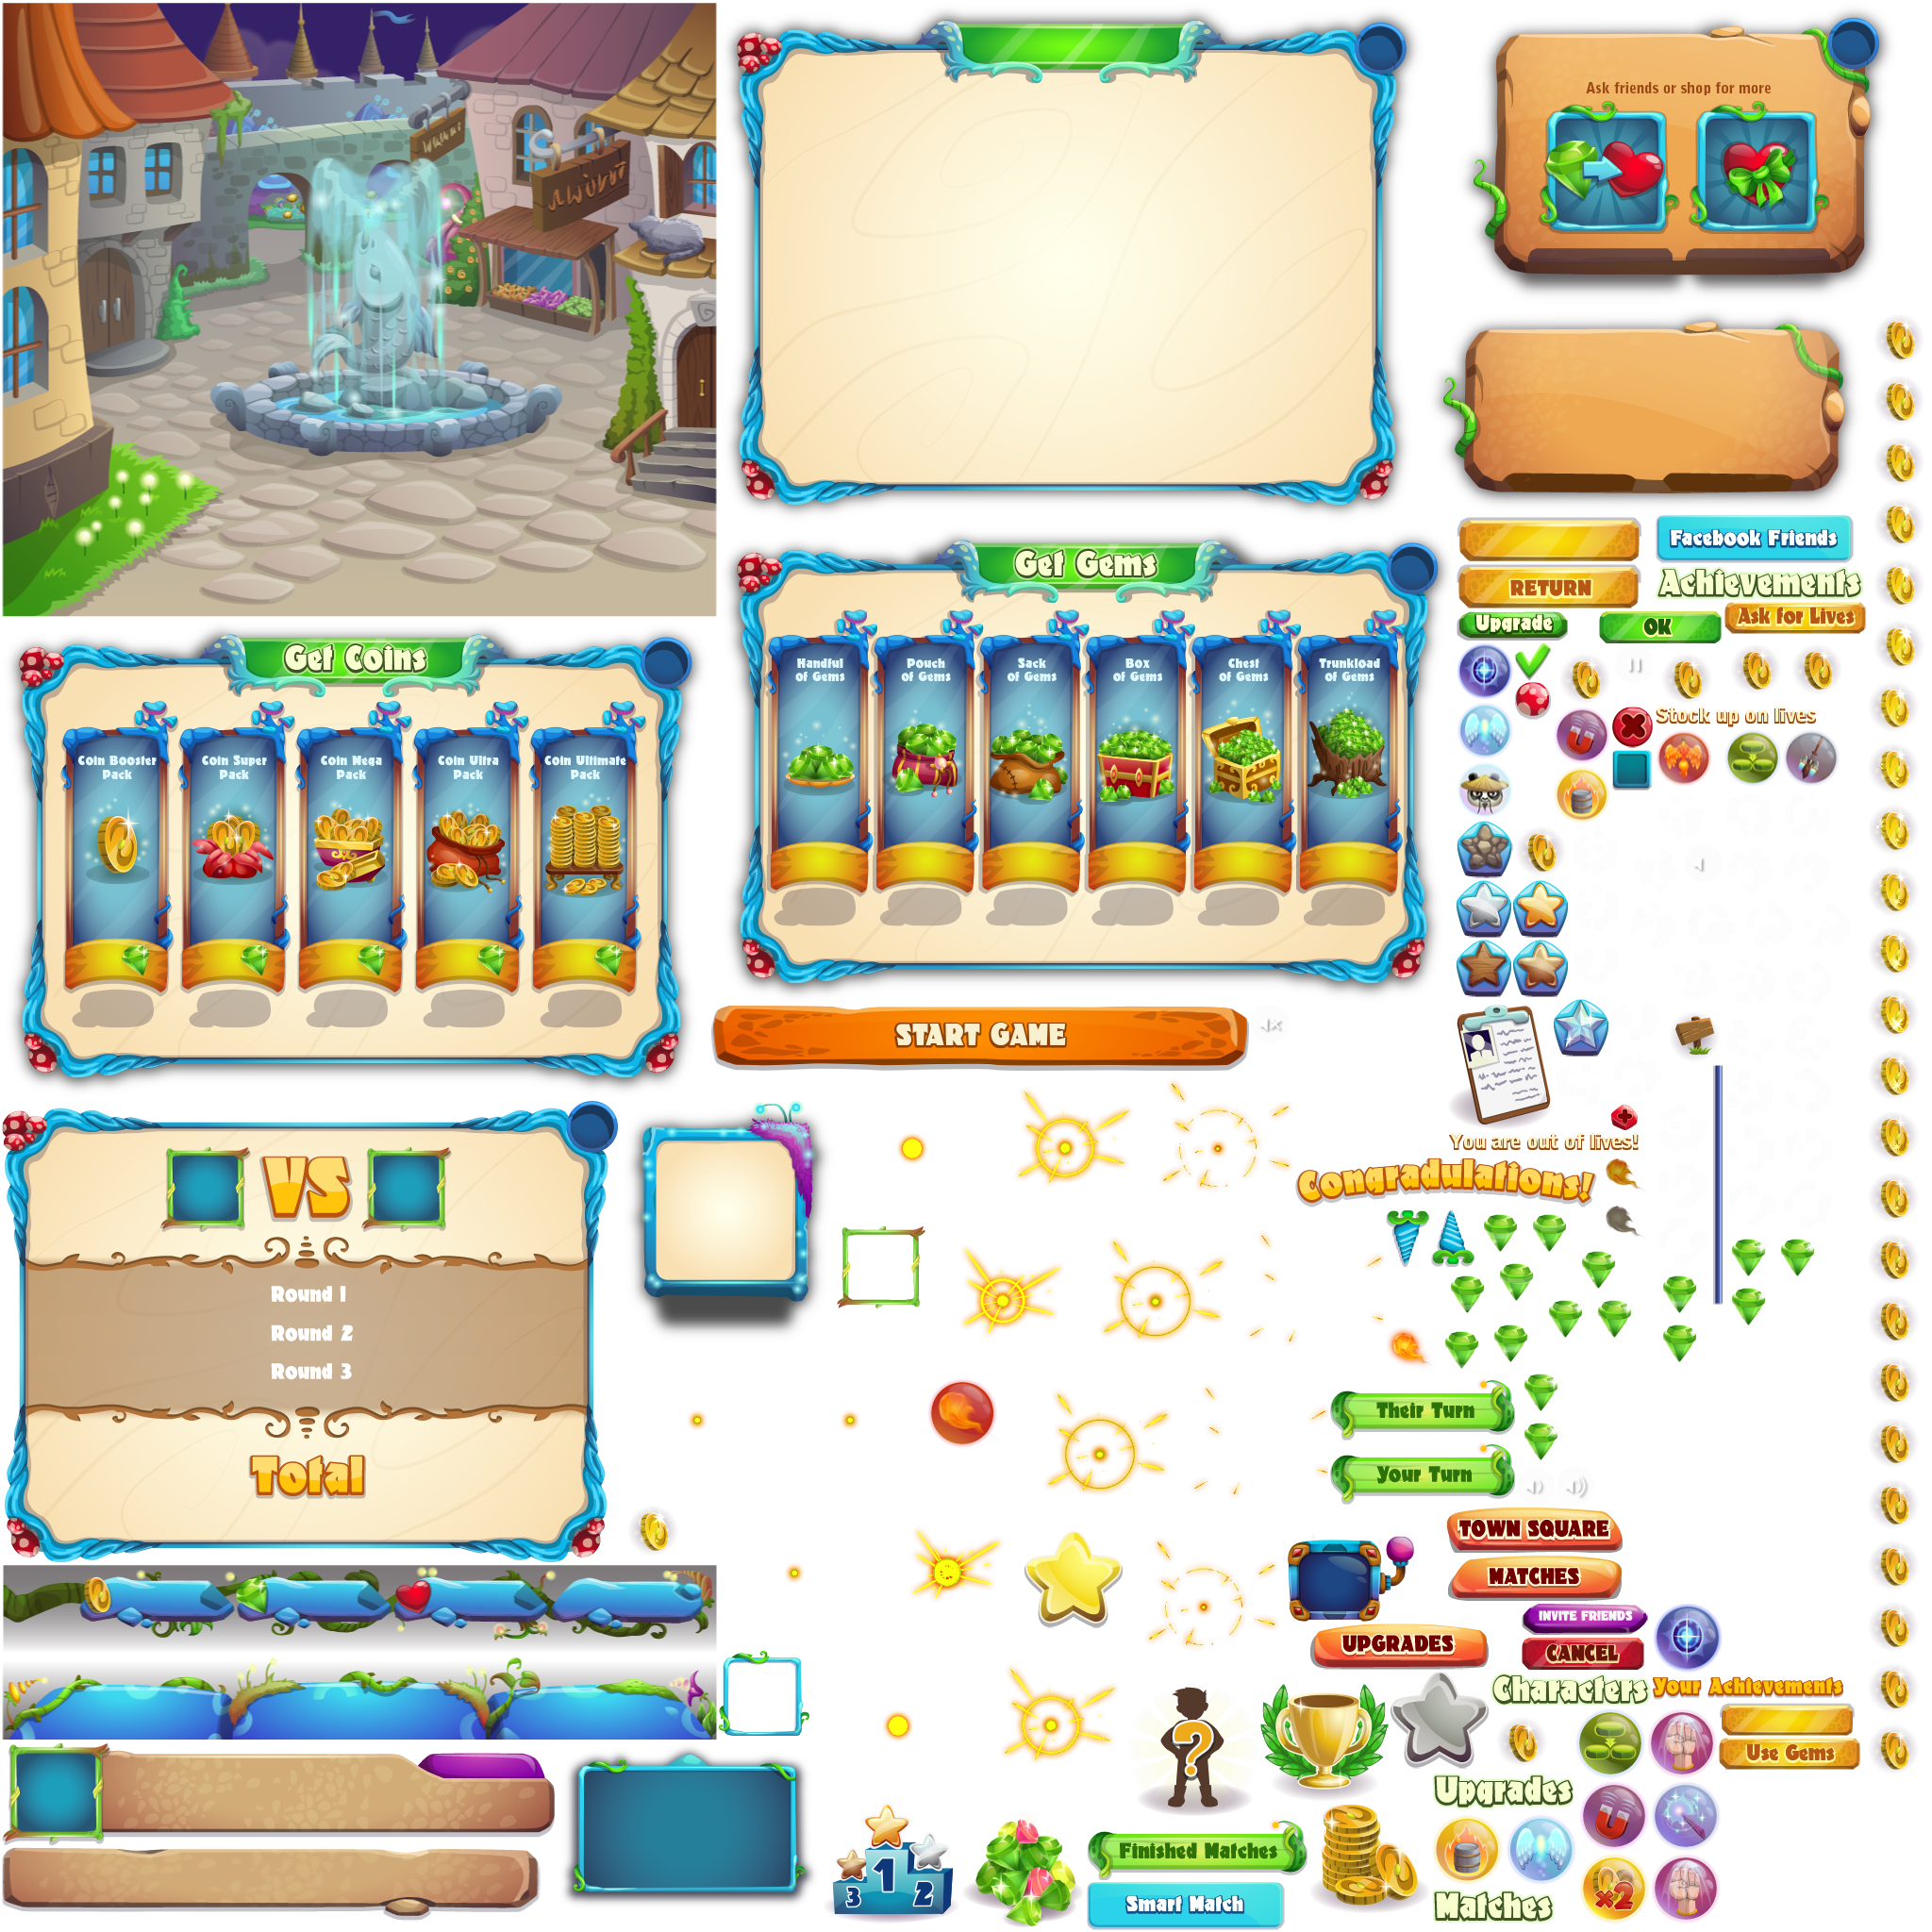 Ask friends or shop for more
Facebook Friends
RETURN
Achievements
Upgrade
OK
Ask for Lives
Get Gems
Handful
of Gems
Pouch
of Gems
Sack
of Gems
Box
of Gems
Chest
of Gems
Trunkload
of Gems
Get Coins
Coin Booster
Pack
Coin Super
Pack
Coin Mega
Pack
Coin Ultra
Pack
Coin Ultimate
Pack
Stock up on lives
START GAME
You are out of lives!
Congradulations!
VS
Round 1
Round 2
Round 3
Total
Their Turn
Your Turn
TOWN SQUARE
MATCHES
INVITE FRIENDS
UPGRADES
CANCEL
Characters
Your Achievements
Use Gems
?
Upgrades
Finished Matches
1
2
3
x2
Smart Match
Matches